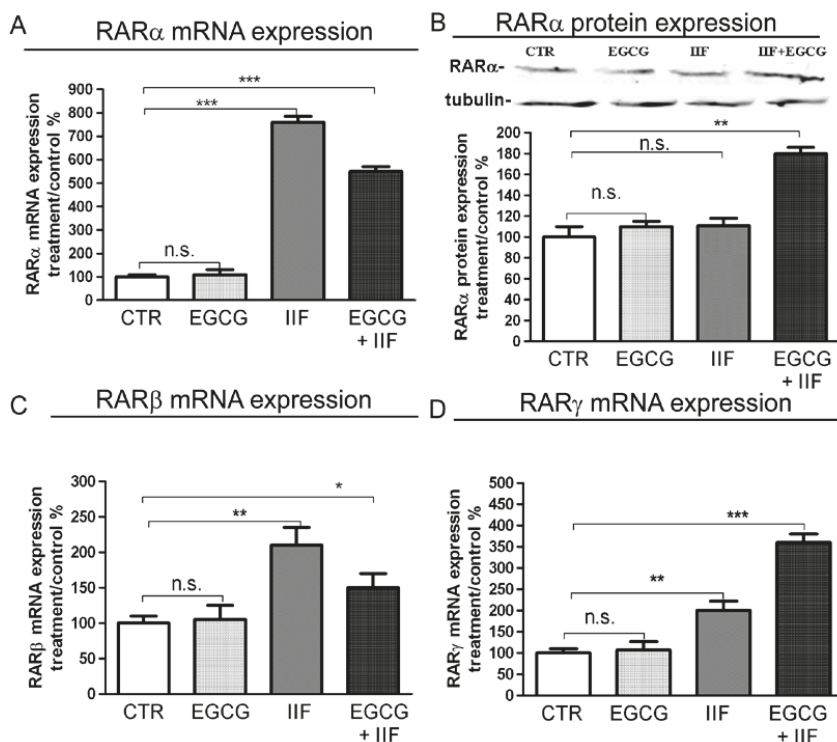 A
RARα mRNA expression
RARα mRNA expression
treatment/control %
900
800
700
600
500
400
300
200
100
***
***
n.s.
CTR
EGCG
IIF
EGCG
+ IIF
B
RARα protein expression
CTR
EGCG
IIF
IIF+EGCG
RARα-
tubulin-
RARα protein expression
treatment/control %
200
180
160
140
120
100
80
60
40
20
0
**
n.s.
n.s.
CTR
EGCG
IIF
EGCG
+ IIF
C
RARβ mRNA expression
RARβ mRNA expression
treatment/control %
300
250
200
150
100
50
0
*
**
n.s.
CTR
EGCG
IIF
EGCG
+ IIF
D
RARγ mRNA expression
RARγ mRNA expression
treatment/control %
500
450
400
350
300
250
200
150
100
50
0
***
**
n.s.
CTR
EGCG
IIF
EGCG
+ IIF